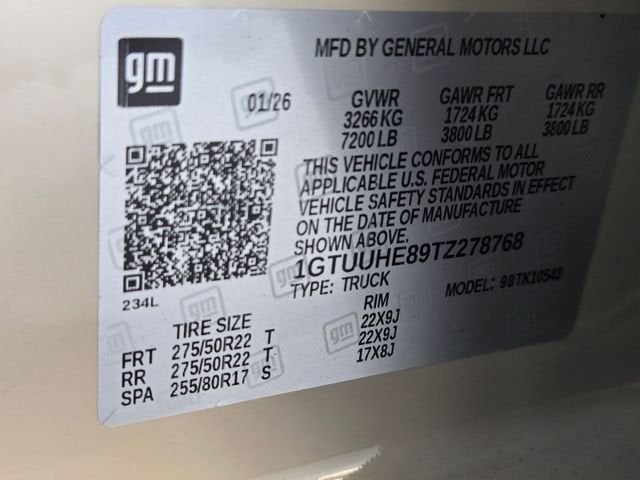 gm
MFD BY GENERAL MOTORS LLC
01/26
GVWR GAWR FRT GAWR RR
3266 KG 1724 KG 1724 KG
7200 LB 3800 LB 3800 LB
THIS VEHICLE CONFORMS TO ALL
APPLICABLE U.S. FEDERAL MOTOR
VEHICLE SAFETY STANDARDS IN EFFECT
ON THE DATE OF MANUFACTURE
SHOWN ABOVE.
1GTUUHE89TZ278768
TYPE: TRUCK MODEL: 98TK10543
234L
TIRE SIZE RIM
FRT 275/50R22 T 22X9J
RR 275/50R22 T 22X9J
SPA 255/80R17 S 17X8J